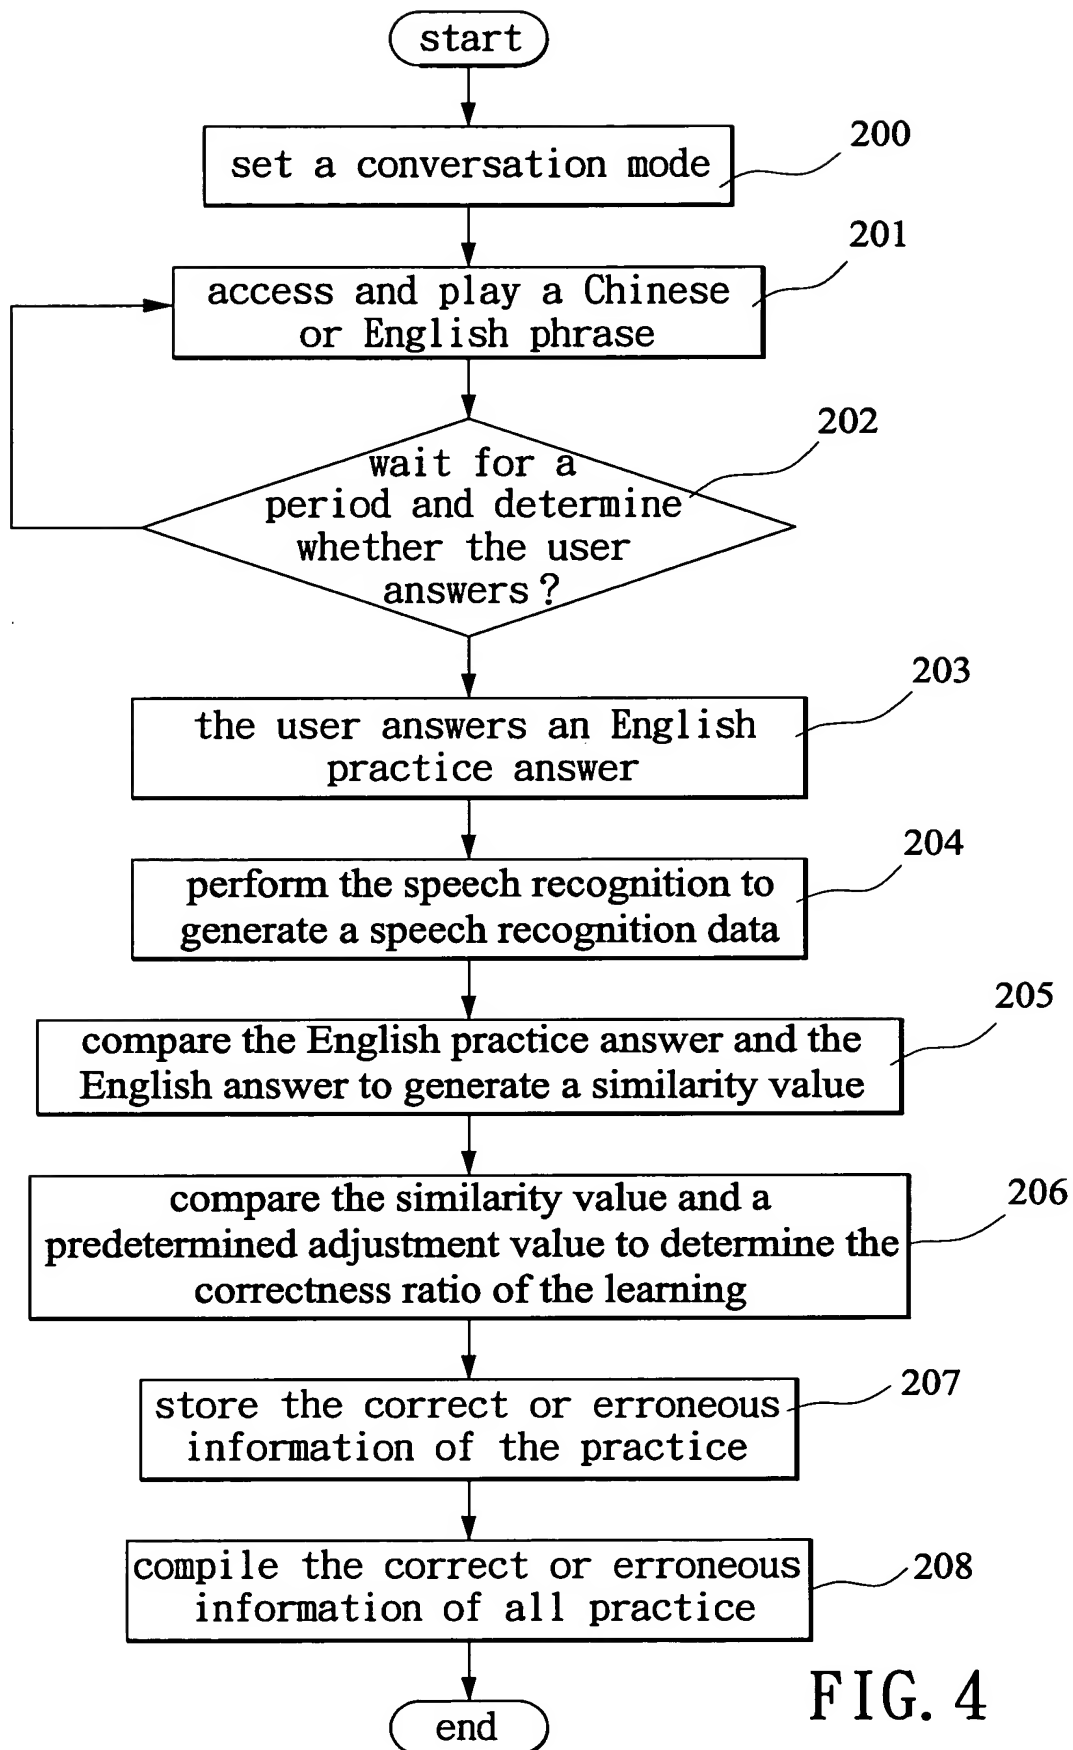 start
set a conversation mode
200
access and play a Chinese
or English phrase
201
wait for a
period and determine
whether the user
answers?
202
the user answers an English
practice answer
203
perform the speech recognition to
generate a speech recognition data
204
compare the English practice answer and the
English answer to generate a similarity value
205
compare the similarity value and a
predetermined adjustment value to determine the
correctness ratio of the learning
206
store the correct or erroneous
information of the practice
207
compile the correct or erroneous
information of all practice
208
end
FIG. 4